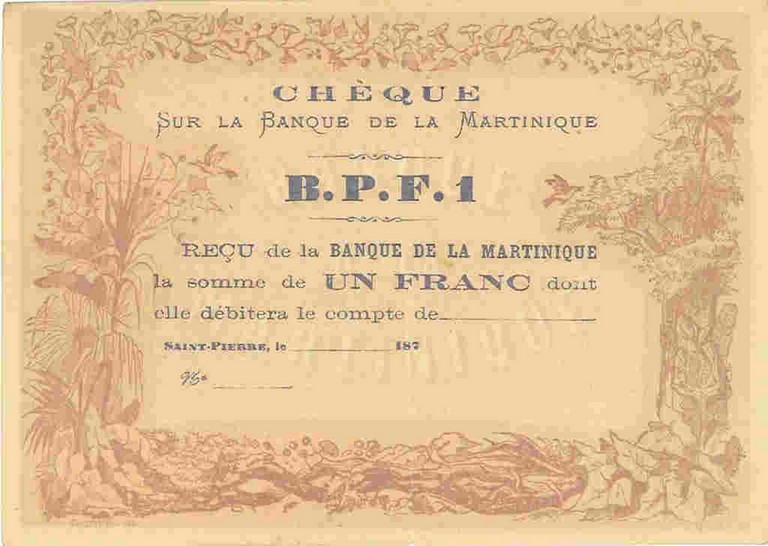 CHÈQUE
SUR LA BANQUE DE LA MARTINIQUE
B.P.F.1
REÇU de la BANQUE DE LA MARTINIQUE
la somme de UN FRANC dont
elle débitera le compte de
SAINT-PIERRE, le 187